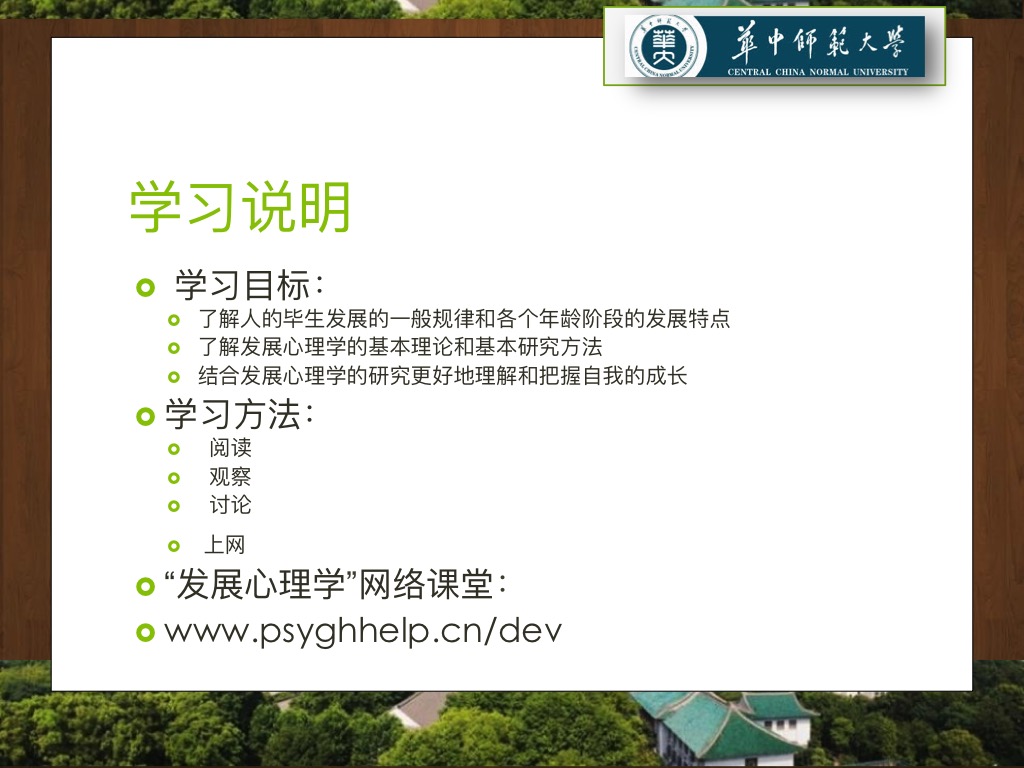 華中師範大學
CENTRAL CHINA NORMAL UNIVERSITY
学习说明
学习目标：
了解人的毕生发展的一般规律和各个年龄阶段的发展特点
了解发展心理学的基本理论和基本研究方法
结合发展心理学的研究更好地理解和把握自我的成长
学习方法：
阅读
观察
讨论
上网
“发展心理学”网络课堂：
www.psyghhelp.cn/dev